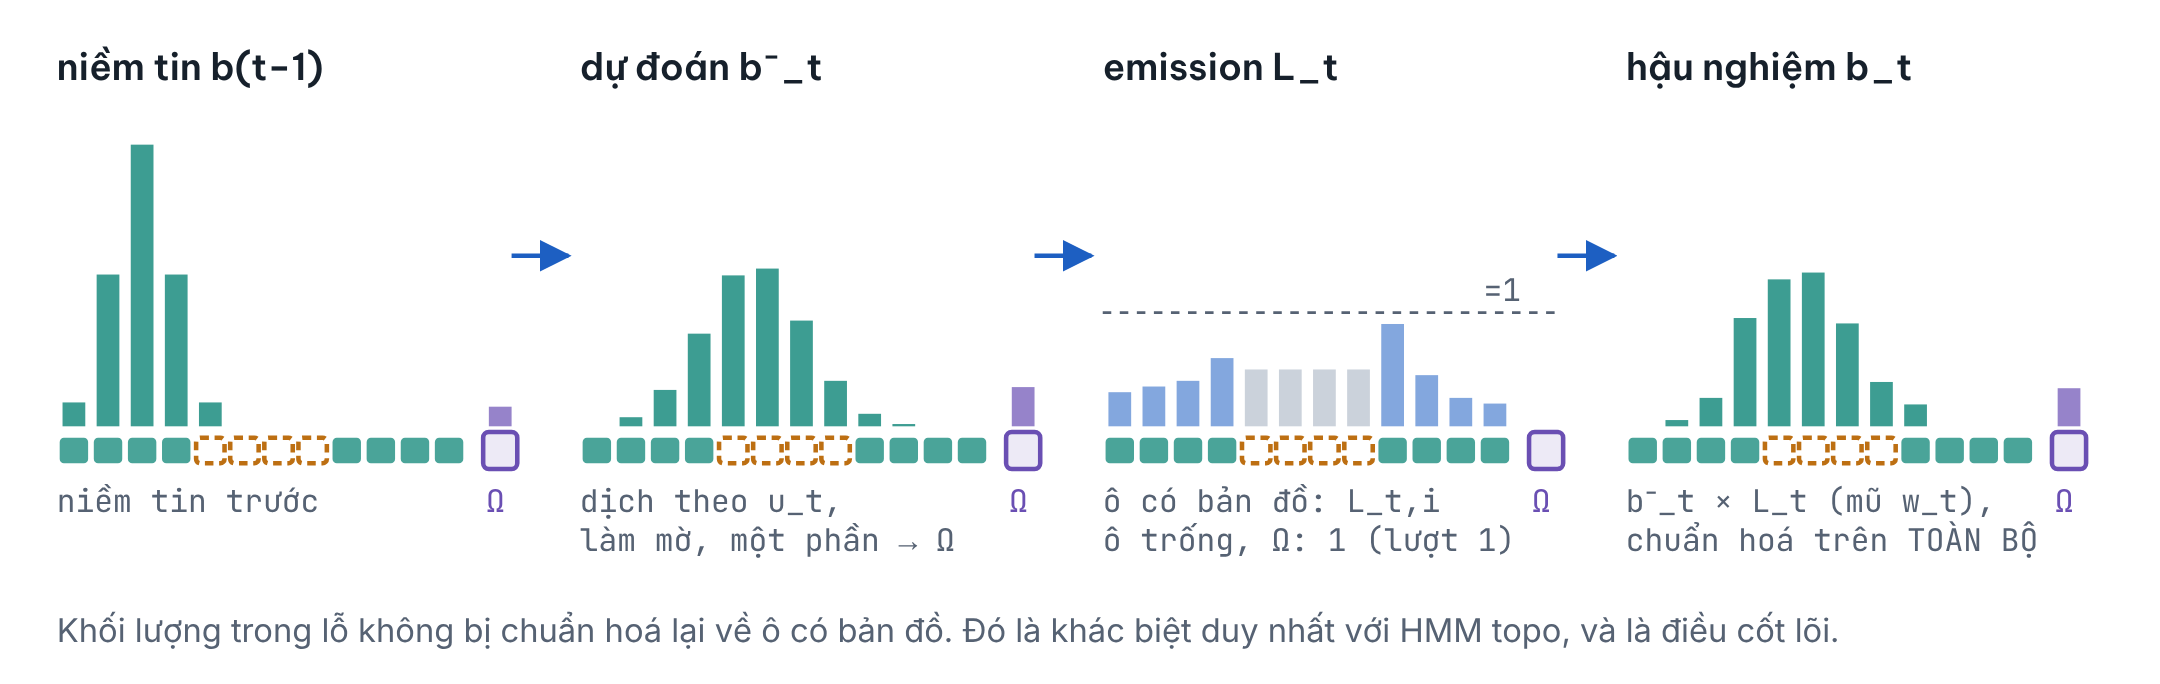 niềm tin b(t−1)
dự đoán b⁻_t
emission L_t
hậu nghiệm b_t
=1
niềm tin trước
Ω
dịch theo u_t,
làm mờ, một phần → Ω
Ω
ô có bản đồ: L_t,i
ô trống, Ω: 1 (lượt 1)
Ω
b⁻_t × L_t (mũ w_t),
chuẩn hoá trên TOÀN BỘ
Ω
Khối lượng trong lỗ không bị chuẩn hoá lại về ô có bản đồ. Đó là khác biệt duy nhất với HMM topo, và là điều cốt lõi.